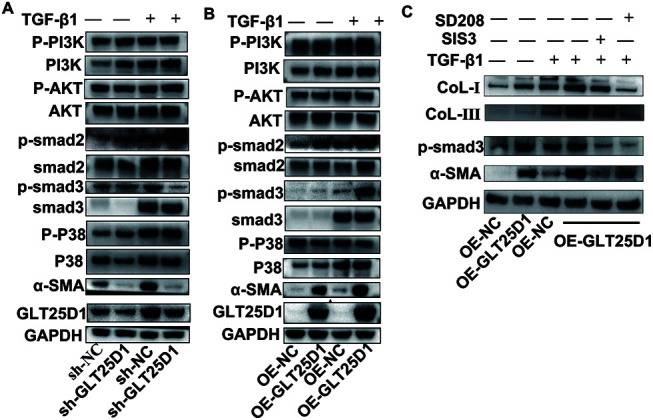 A
TGF-β1 — — + +
P-PI3K
PI3K
P-AKT
AKT
p-smad2
smad2
p-smad3
smad3
P-P38
P38
α-SMA
GLT25D1
GAPDH
sh-NC
sh-GLT25D1
sh-NC
sh-GLT25D1
B
TGF-β1 — — + +
P-PI3K
PI3K
P-AKT
AKT
p-smad2
smad2
p-smad3
smad3
P-P38
P38
α-SMA
GLT25D1
GAPDH
OE-NC
OE-GLT25D1
OE-NC
OE-GLT25D1
C
SD208 — — — — — +
SIS3 — — — — + —
TGF-β1 — — + + + +
CoL-I
CoL-III
p-smad3
α-SMA
GAPDH
OE-NC
OE-GLT25D1
OE-NC
OE-GLT25D1